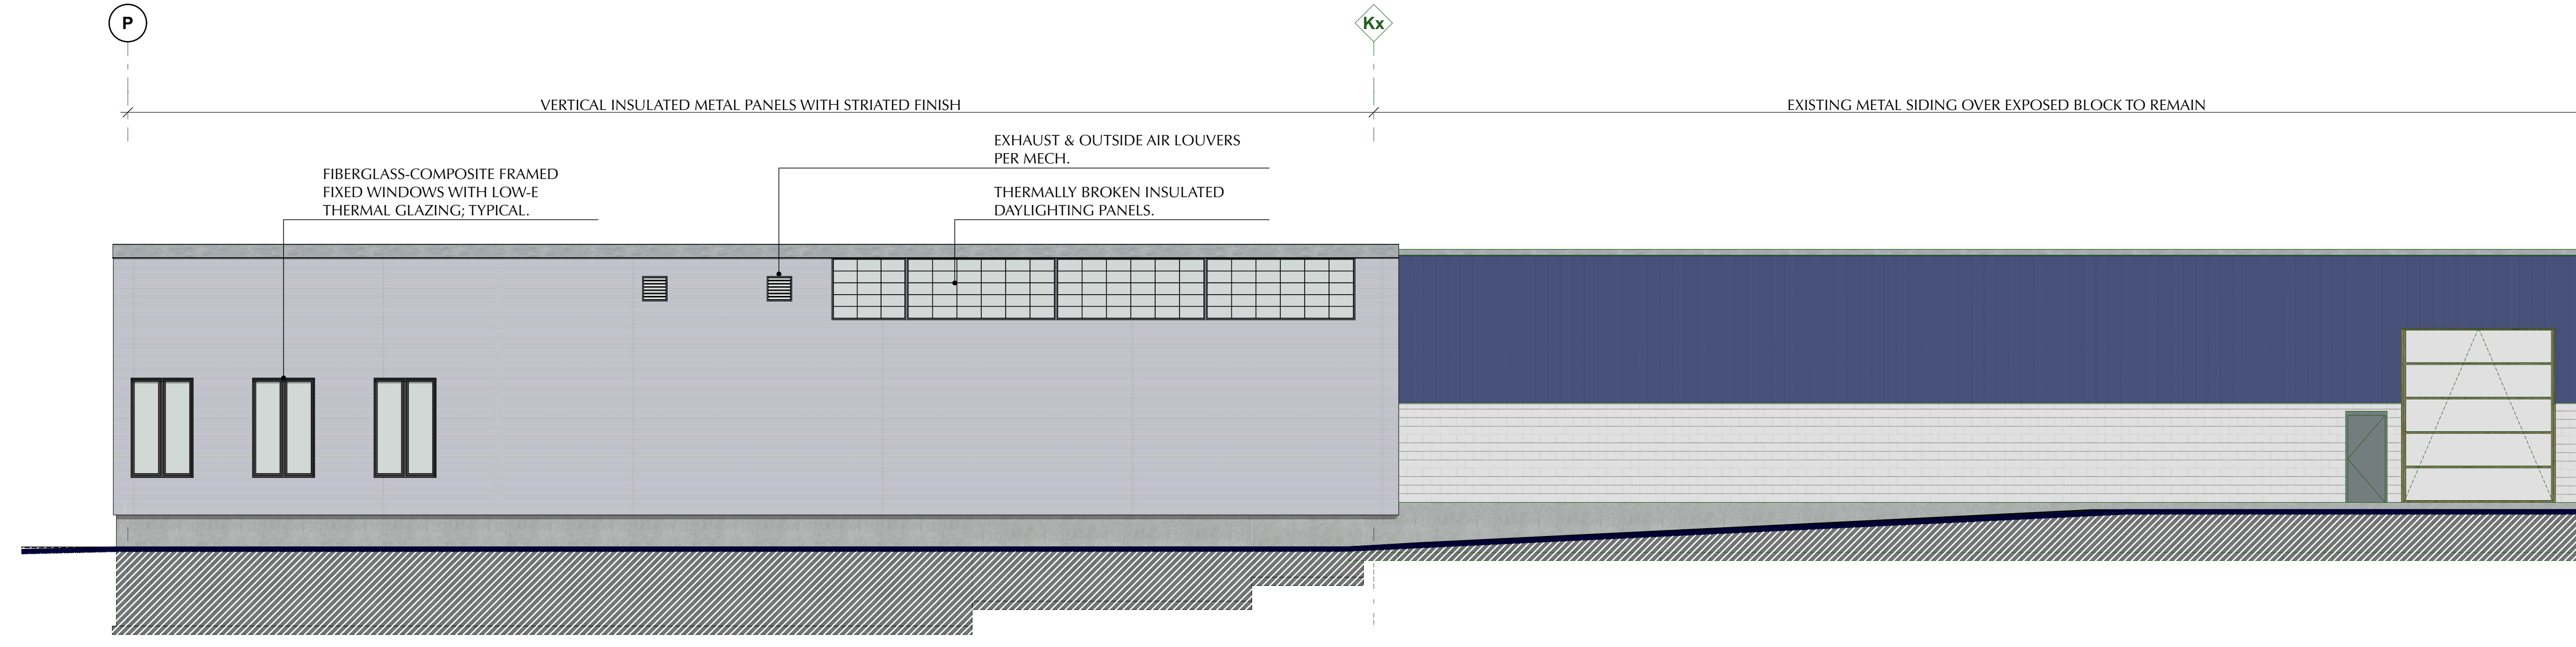 P
Kx
VERTICAL INSULATED METAL PANELS WITH STRIATED FINISH
EXISTING METAL SIDING OVER EXPOSED BLOCK TO REMAIN
EXHAUST & OUTSIDE AIR LOUVERS
PER MECH.
FIBERGLASS-COMPOSITE FRAMED
FIXED WINDOWS WITH LOW-E
THERMAL GLAZING; TYPICAL.
THERMALLY BROKEN INSULATED
DAYLIGHTING PANELS.